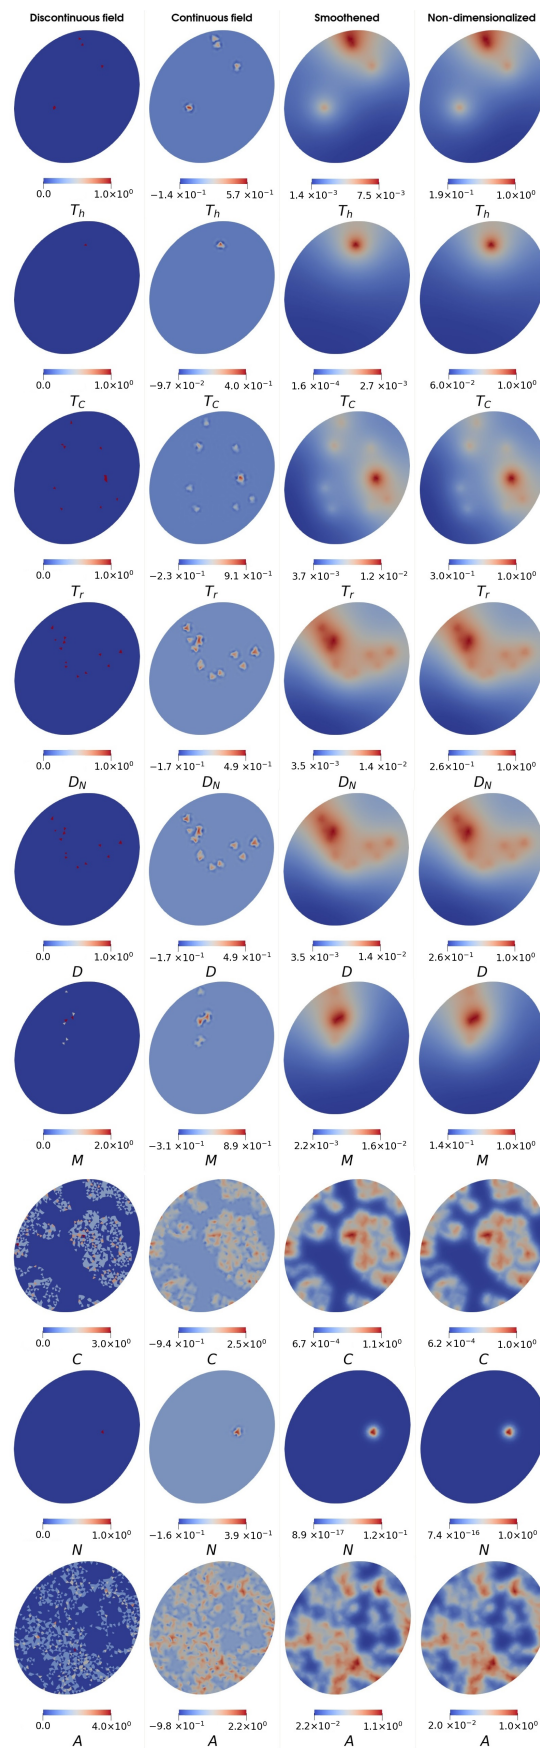 Discontinuous field Continuous field Smoothened Non-dimensionalized
0.0 1.0×10⁰ −1.4 ×10⁻¹ 5.7 ×10⁻¹ 1.4 ×10⁻³ 7.5 ×10⁻³ 1.9×10⁻¹ 1.0×10⁰
T_h T_h T_h T_h
0.0 1.0×10⁰ −9.7 ×10⁻² 4.0 ×10⁻¹ 1.6 ×10⁻⁴ 2.7 ×10⁻³ 6.0×10⁻² 1.0×10⁰
T_C T_C T_C T_C
0.0 1.0×10⁰ −2.3 ×10⁻¹ 9.1 ×10⁻¹ 3.7 ×10⁻³ 1.2 ×10⁻² 3.0×10⁻¹ 1.0×10⁰
T_r T_r T_r T_r
0.0 1.0×10⁰ −1.7 ×10⁻¹ 4.9 ×10⁻¹ 3.5 ×10⁻³ 1.4 ×10⁻² 2.6×10⁻¹ 1.0×10⁰
D_N D_N D_N D_N
0.0 1.0×10⁰ −1.7 ×10⁻¹ 4.9 ×10⁻¹ 3.5 ×10⁻³ 1.4 ×10⁻² 2.6×10⁻¹ 1.0×10⁰
D D D D
0.0 2.0×10⁰ −3.1 ×10⁻¹ 8.9 ×10⁻¹ 2.2×10⁻³ 1.6 ×10⁻² 1.4×10⁻¹ 1.0×10⁰
M M M M
0.0 3.0×10⁰ −9.4 ×10⁻¹ 2.5×10⁰ 6.7 ×10⁻⁴ 1.1×10⁰ 6.2 ×10⁻⁴ 1.0×10⁰
C C C C
0.0 1.0×10⁰ −1.6 ×10⁻¹ 3.9 ×10⁻¹ 8.9 ×10⁻¹⁷ 1.2×10⁻¹ 7.4 ×10⁻¹⁶ 1.0×10⁰
N N N N
0.0 4.0×10⁰ −9.8 ×10⁻¹ 2.2×10⁰ 2.2×10⁻² 1.1×10⁰ 2.0 ×10⁻² 1.0×10⁰
A A A A